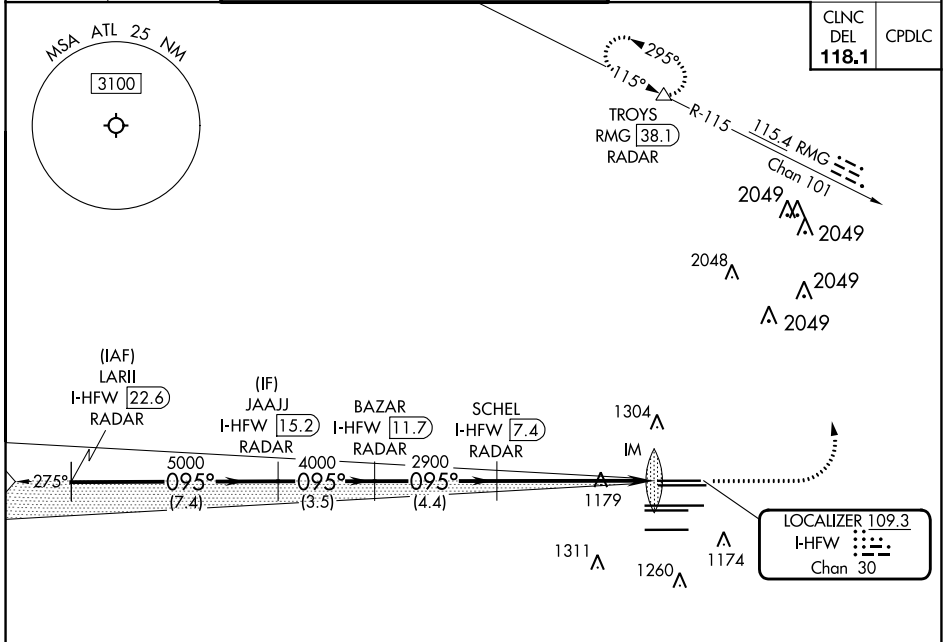 CLNC
DEL
118.1
CPDLC
MSA ATL 25 NM
3100
295°
115°
TROYS
RMG 38.1
RADAR
R-115
115.4 RMG
Chan 101
2049
2049
2048
2049
2049
(IAF)
LARII
I-HFW 22.6
RADAR
(IF)
JAAJJ
I-HFW 15.2
RADAR
BAZAR
I-HFW 11.7
RADAR
SCHEL
I-HFW 7.4
RADAR
1304
IM
275°
5000
095°
(7.4)
4000
095°
(3.5)
2900
095°
(4.4)
1179
LOCALIZER 109.3
I-HFW
Chan 30
1311
1260
1174